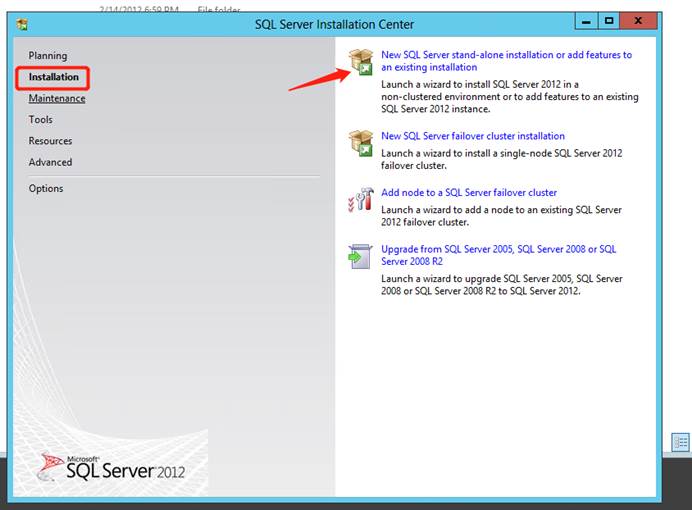 2/14/2012 6:59 PM File folder
SQL Server Installation Center
Planning
Installation
Maintenance
Tools
Resources
Advanced
Options
New SQL Server stand-alone installation or add features to
an existing installation
Launch a wizard to install SQL Server 2012 in a
non-clustered environment or to add features to an existing
SQL Server 2012 instance.
New SQL Server failover cluster installation
Launch a wizard to install a single-node SQL Server 2012
failover cluster.
Add node to a SQL Server failover cluster
Launch a wizard to add a node to an existing SQL Server
2012 failover cluster.
Upgrade from SQL Server 2005, SQL Server 2008 or SQL
Server 2008 R2
Launch a wizard to upgrade SQL Server 2005, SQL Server
2008 or SQL Server 2008 R2 to SQL Server 2012.
Microsoft®
SQL Server 2012